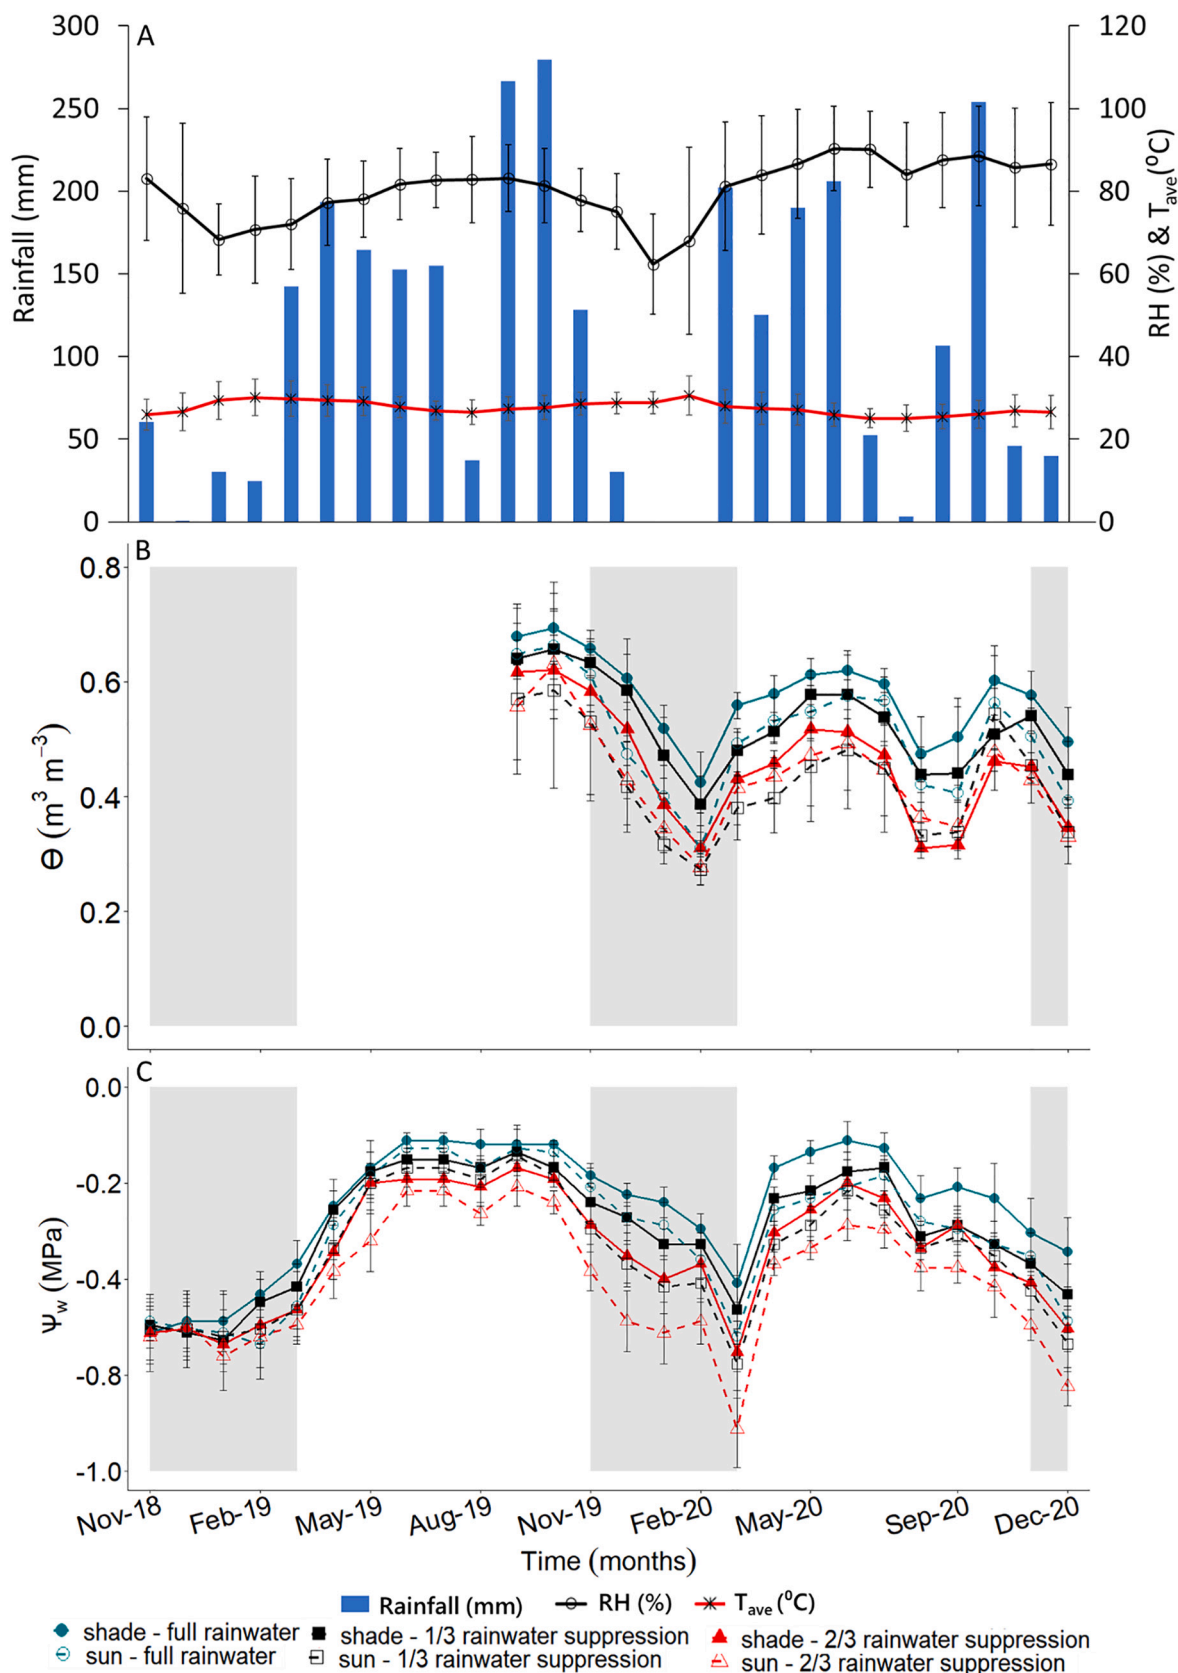 A
300
250
200
150
100
50
0
Rainfall (mm)
120
100
80
60
40
20
0
RH (%) & Tave(⁰C)
B
0.8
0.6
0.4
0.2
0.0
Θ (m³ m⁻³)
C
0.0
-0.2
-0.4
-0.6
-0.8
-1.0
Ψw (MPa)
Nov-18 Feb-19 May-19 Aug-19 Nov-19 Feb-20 May-20 Sep-20 Dec-20
Time (months)
Rainfall (mm) RH (%) Tave (⁰C)
shade - full rainwater shade - 1/3 rainwater suppression shade - 2/3 rainwater suppression
sun - full rainwater sun - 1/3 rainwater suppression sun - 2/3 rainwater suppression